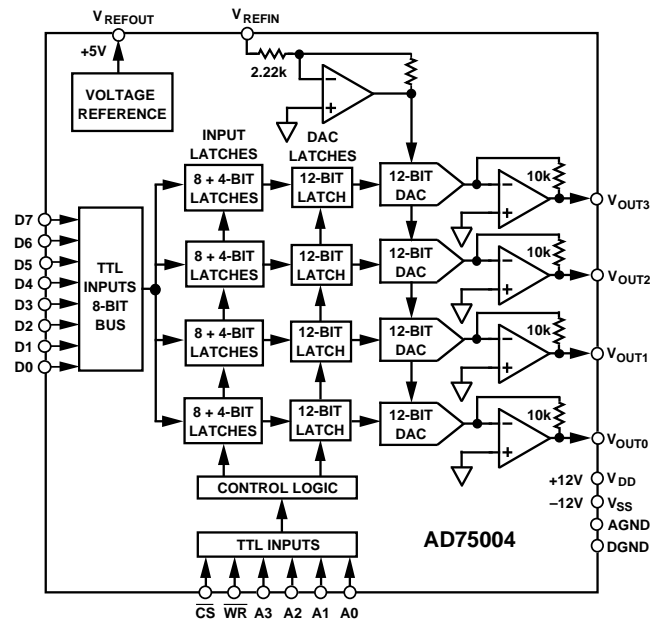 VREFOUT
VREFIN
+5V
2.22k
VOLTAGE
REFERENCE
–
+
INPUT
LATCHES
DAC
LATCHES
8 + 4-BIT
LATCHES
12-BIT
LATCH
12-BIT
DAC
10k
–
+
VOUT3
8 + 4-BIT
LATCHES
12-BIT
LATCH
12-BIT
DAC
10k
–
+
VOUT2
8 + 4-BIT
LATCHES
12-BIT
LATCH
12-BIT
DAC
10k
–
+
VOUT1
8 + 4-BIT
LATCHES
12-BIT
LATCH
12-BIT
DAC
10k
–
+
VOUT0
D7
D6
D5
D4
D3
D2
D1
D0
TTL
INPUTS
8-BIT
BUS
CONTROL LOGIC
TTL INPUTS
+12V VDD
–12V VSS
AGND
DGND
AD75004
CS WR A3 A2 A1 A0